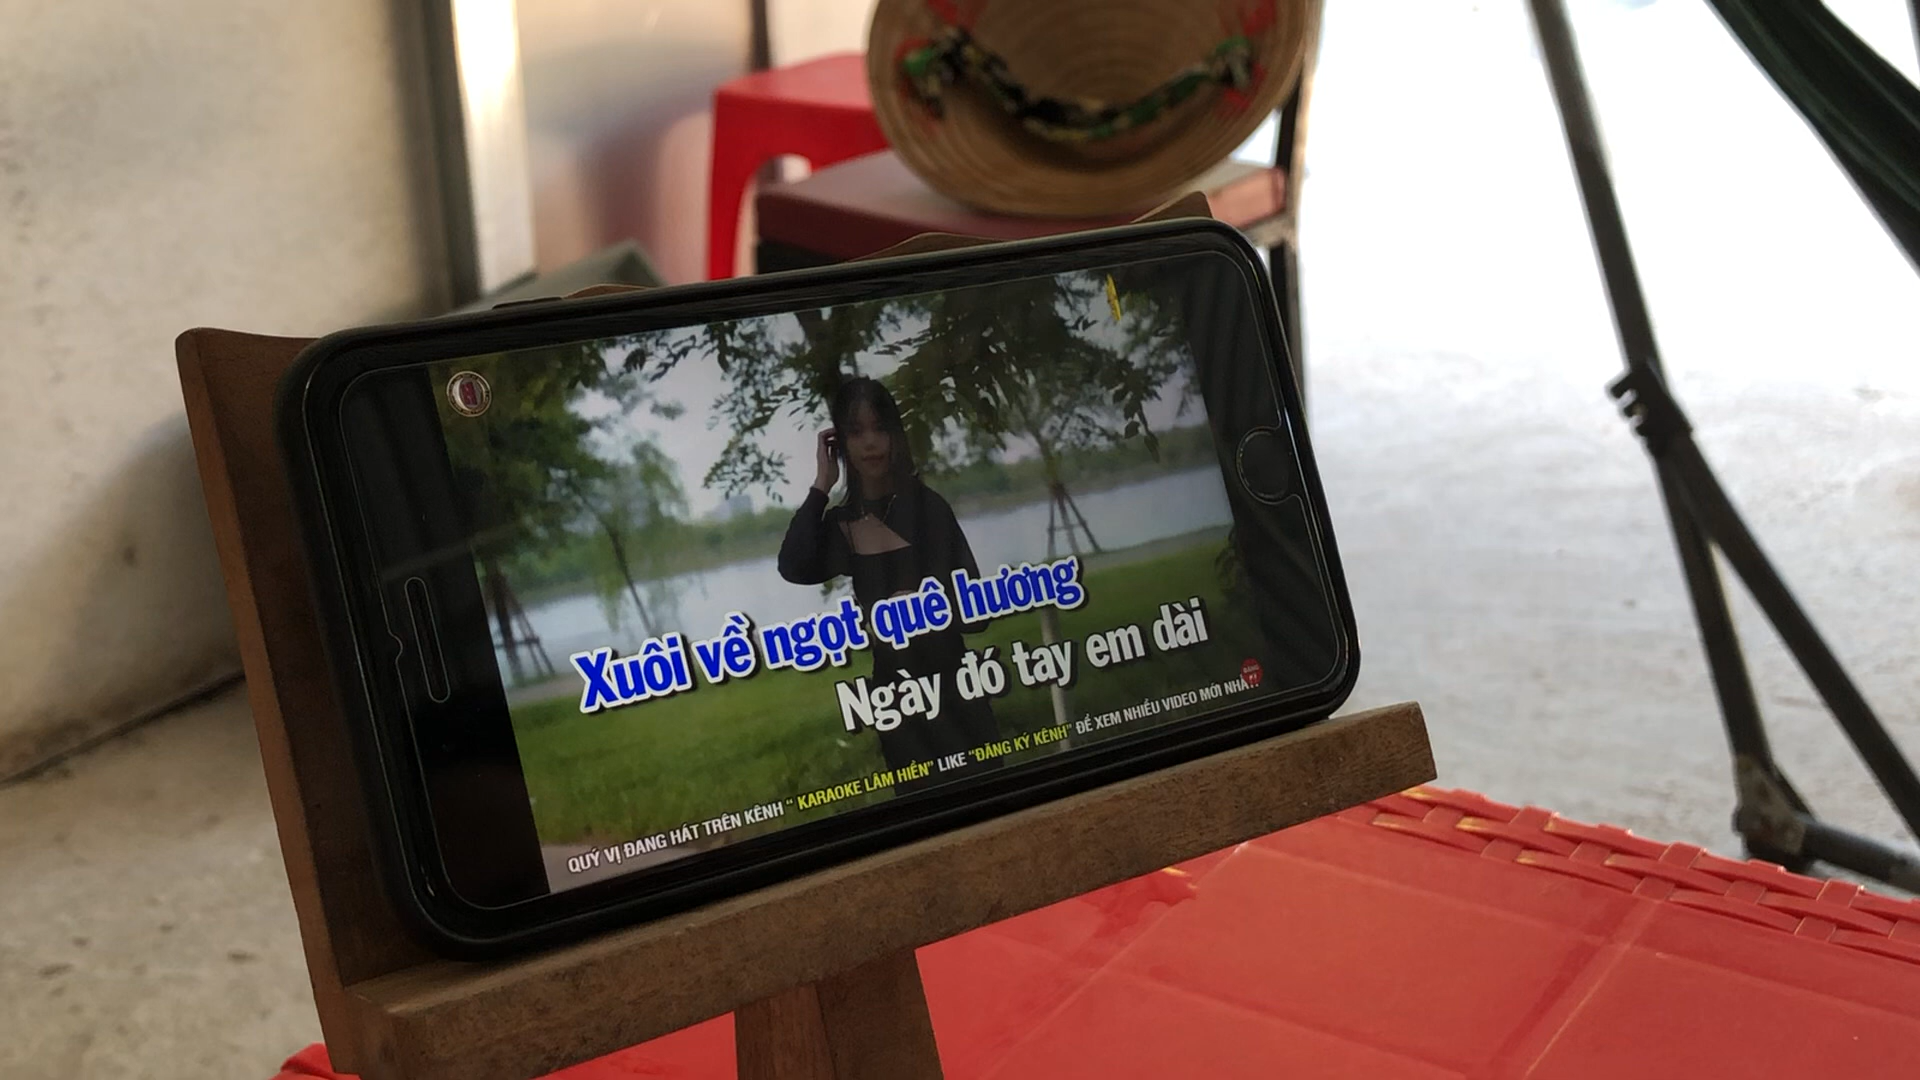 Xuôi về ngọt quê hương
Ngày đó tay em dài
QUÝ VỊ ĐANG HÁT TRÊN KÊNH “ KARAOKE LÂM HIỀN” LIKE “ĐĂNG KÝ KÊNH” ĐỂ XEM NHIỀU VIDEO MỚI NHA!!